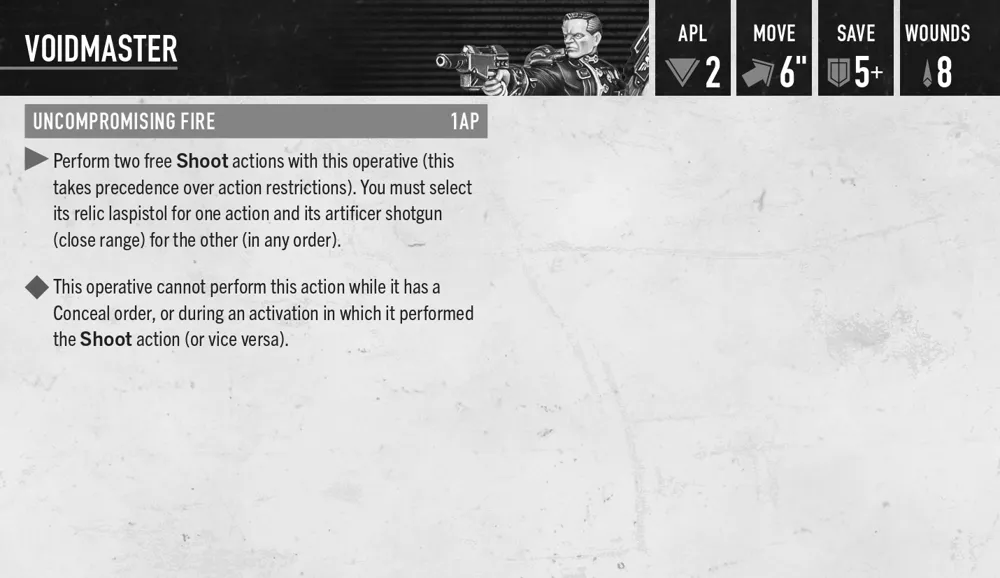 VOIDMASTER
APL
2
MOVE
6"
SAVE
5+
WOUNDS
8
UNCOMPROMISING FIRE 1AP
Perform two free Shoot actions with this operative (this
takes precedence over action restrictions). You must select
its relic laspistol for one action and its artificer shotgun
(close range) for the other (in any order).
This operative cannot perform this action while it has a
Conceal order, or during an activation in which it performed
the Shoot action (or vice versa).